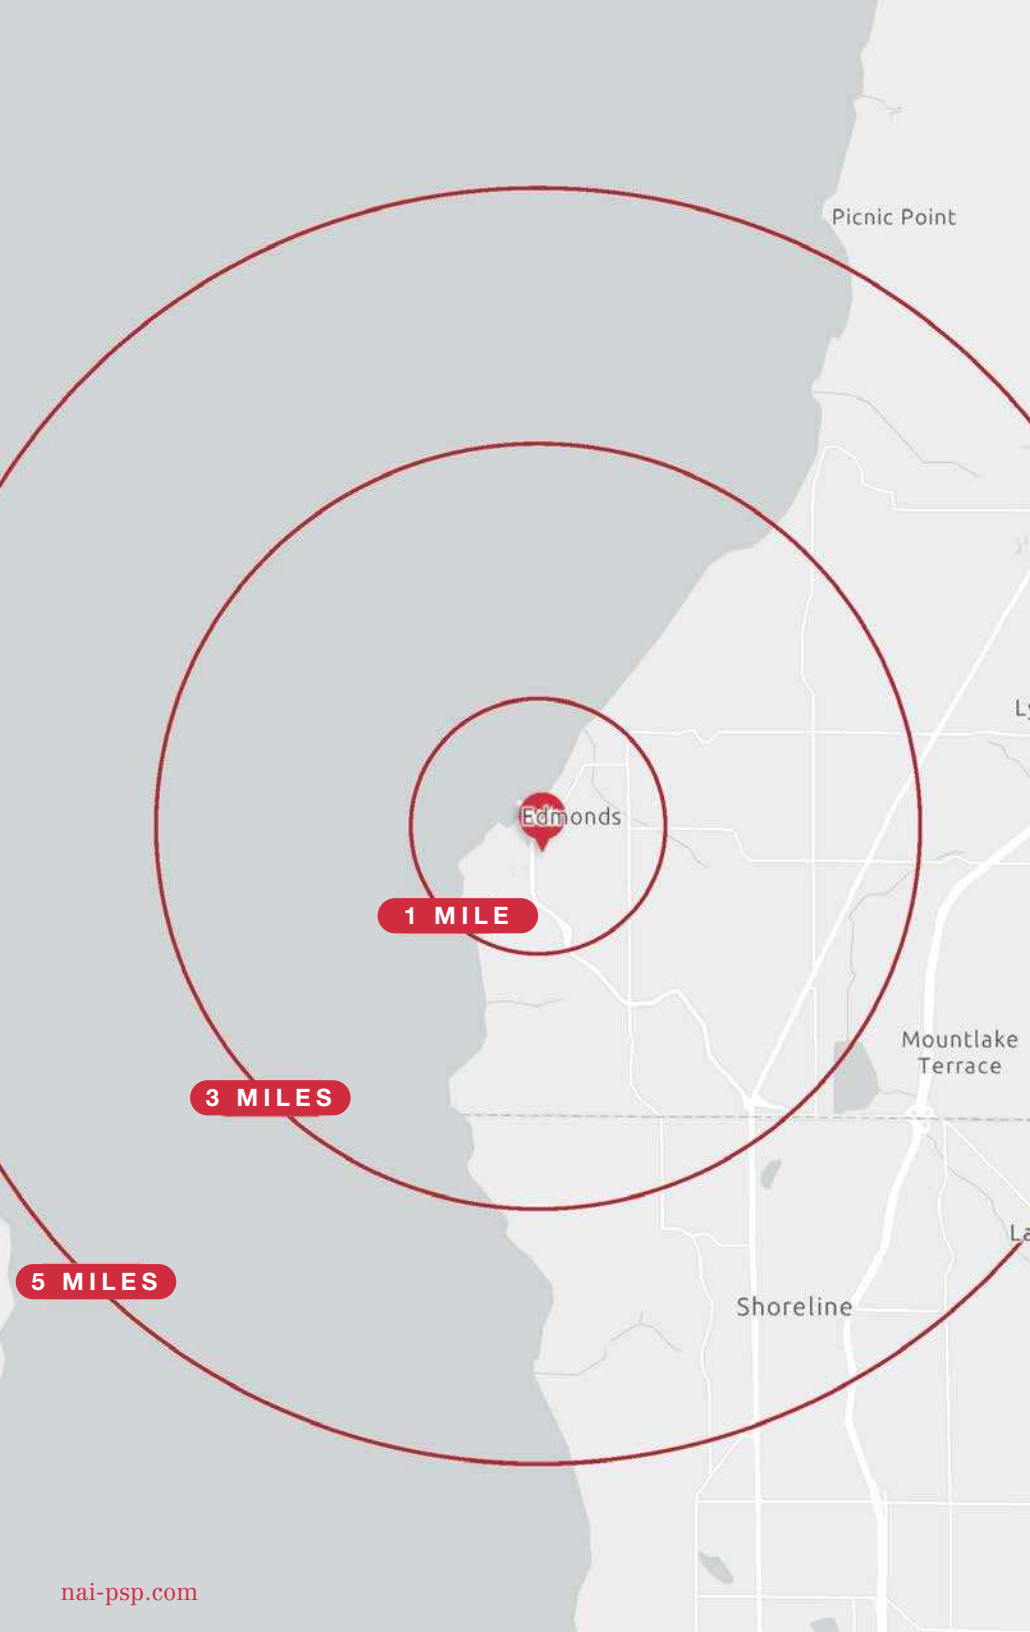 Picnic Point
Edmonds
1 MILE
Mountlake
Terrace
3 MILES
5 MILES
Shoreline
nai-psp.com